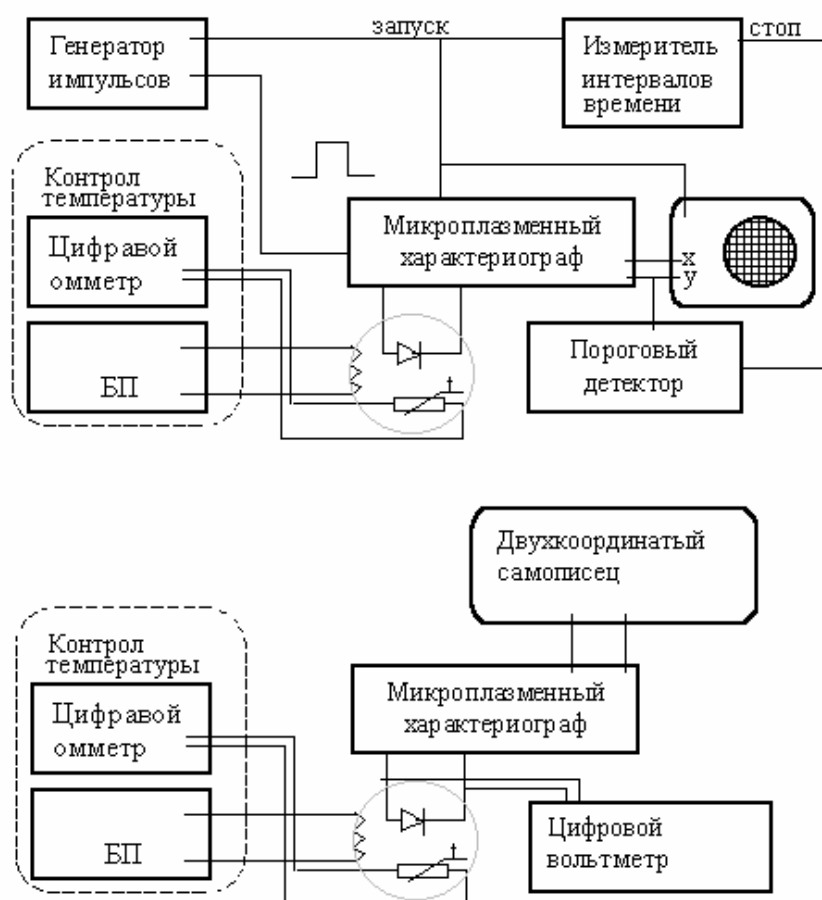 запуск
стоп
Генератор
импульсов
Измеритель
интервалов
времени
Контрол
температуры
Цифравой
омметр
Микроплазменный
характериограф
x
y
БП
t
Пороговый
детектор
Двухкоординатый
самописец
Контрол
температуры
Цифравой
омметр
Микроплазменный
характериограф
БП
t
Цифровой
вольтметр